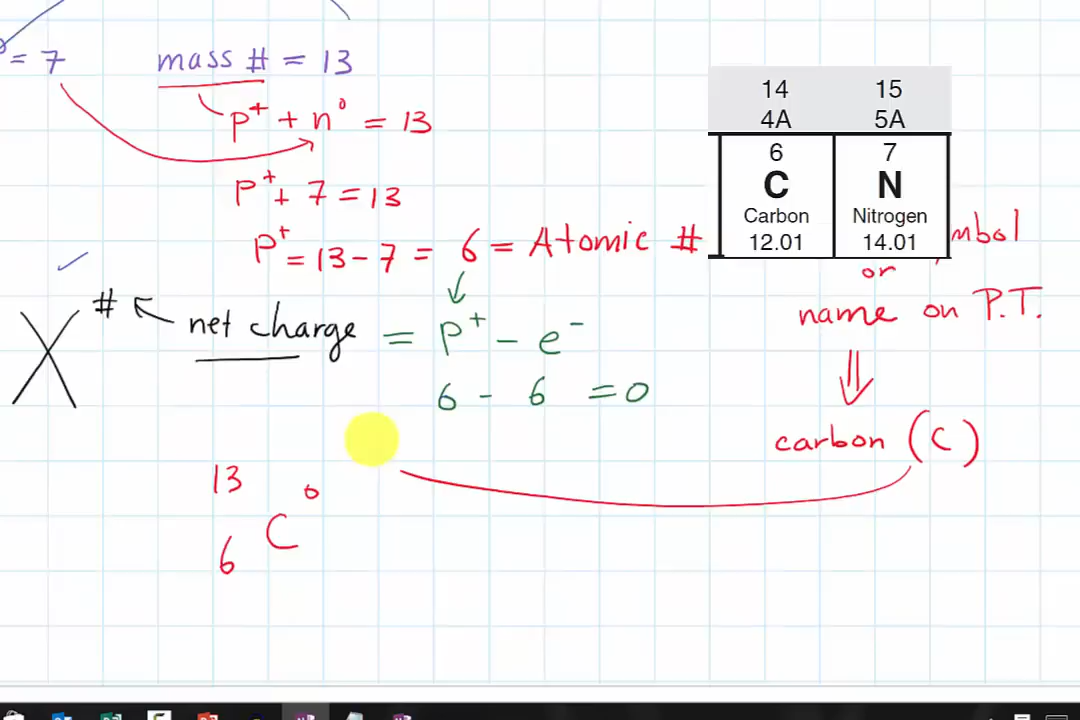 = 7 mass # = 13
p⁺ + n⁰ = 13
p⁺ + 7 = 13
p⁺ = 13 - 7 = 6 = Atomic #
or
name on P.T.
# net charge = p⁺ - e⁻
X
6 - 6 = 0
carbon (C)
13
0
C
6
14 15
4A 5A
6 7
C N
Carbon Nitrogen
12.01 14.01